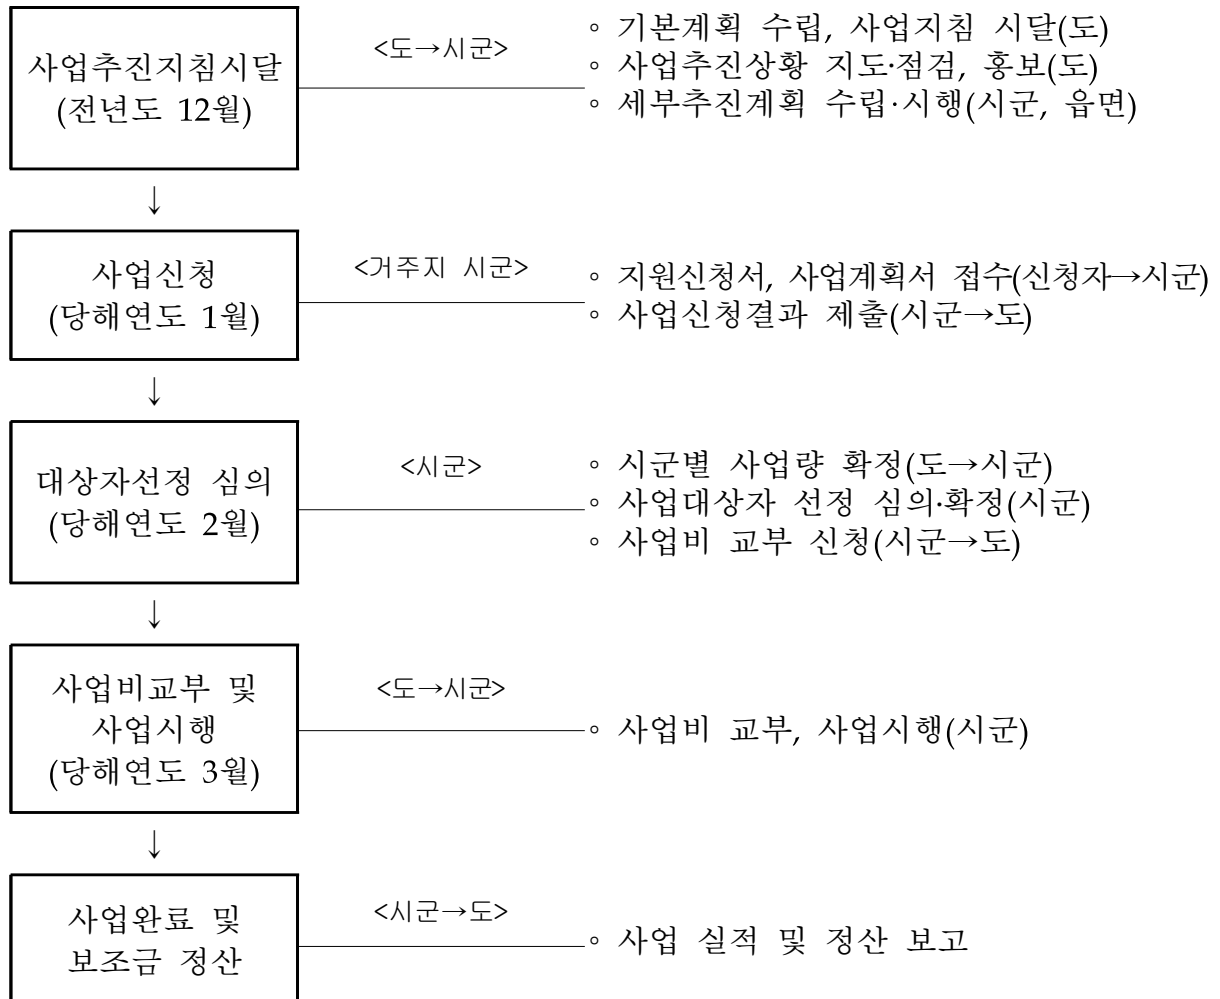 사업추진지침시달
(전년도 12월)
<도→시군>
◦ 기본계획 수립, 사업지침 시달(도)
◦ 사업추진상황 지도·점검, 홍보(도)
◦ 세부추진계획 수립·시행(시군, 읍면)
↓
사업신청
(당해연도 1월)
<거주지 시군>
◦ 지원신청서, 사업계획서 접수(신청자→시군)
◦ 사업신청결과 제출(시군→도)
↓
대상자선정 심의
(당해연도 2월)
<시군>
◦ 시군별 사업량 확정(도→시군)
◦ 사업대상자 선정 심의·확정(시군)
◦ 사업비 교부 신청(시군→도)
↓
사업비교부 및
사업시행
(당해연도 3월)
<도→시군>
◦ 사업비 교부, 사업시행(시군)
↓
사업완료 및
보조금 정산
<시군→도>
◦ 사업 실적 및 정산 보고